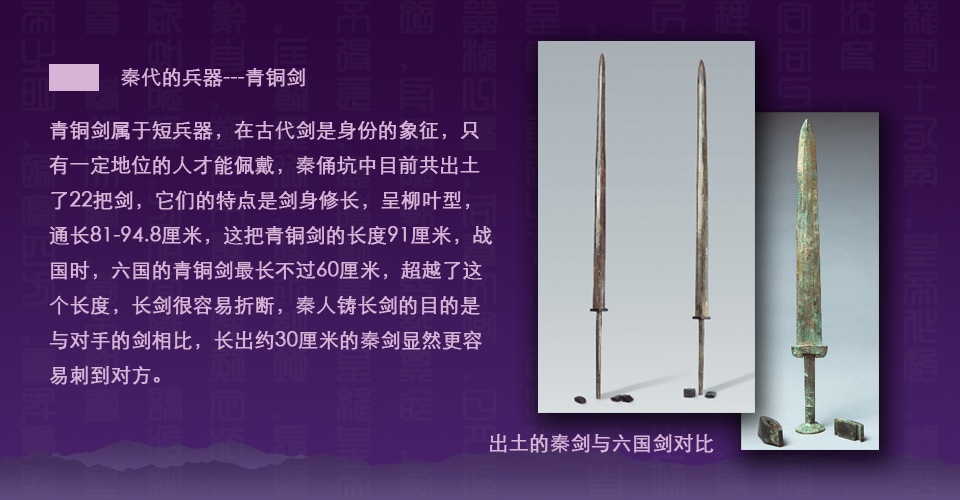 秦代的兵器---青铜剑
青铜剑属于短兵器，在古代剑是身份的象征，只
有一定地位的人才能佩戴，秦俑坑中目前共出土
了22把剑，它们的特点是剑身修长，呈柳叶型，
通长81-94.8厘米，这把青铜剑的长度91厘米，战
国时，六国的青铜剑最长不过60厘米，超越了这
个长度，长剑很容易折断，秦人铸长剑的目的是
与对手的剑相比，长出约30厘米的秦剑显然更容
易刺到对方。
出土的秦剑与六国剑对比